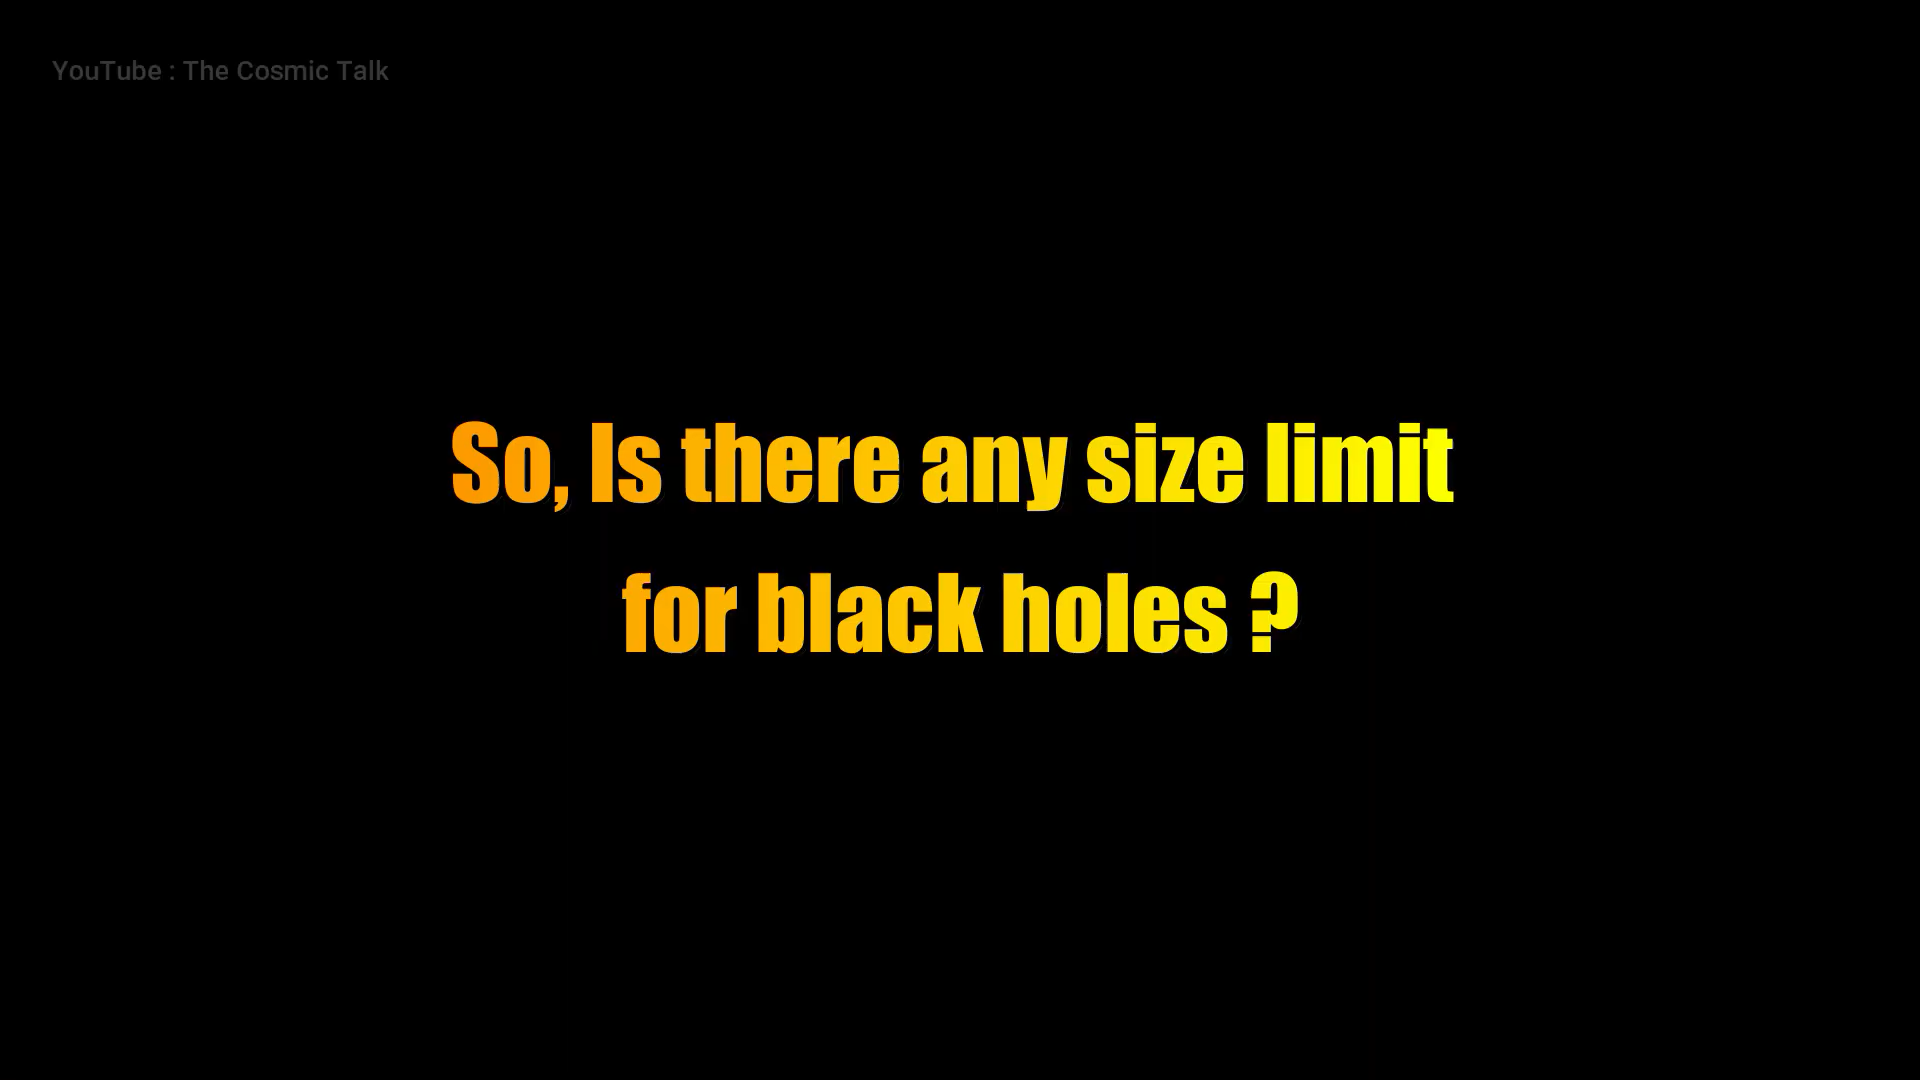 YouTube : The Cosmic Talk
So, Is there any size limit
for black holes ?